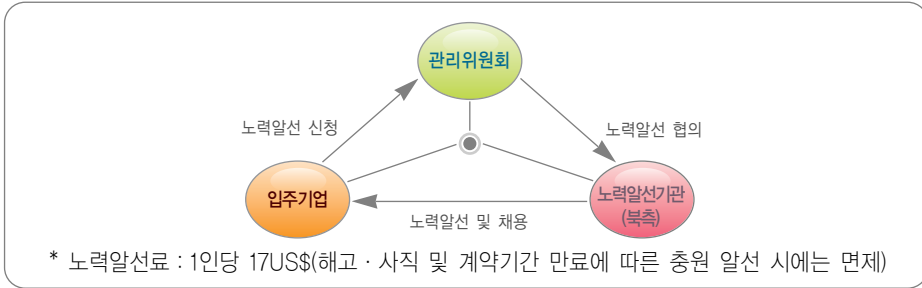 관리위원회
노력알선 신청
노력알선 협의
입주기업
노력알선기관
(북측)
노력알선 및 채용
* 노력알선료 : 1인당 17US$(해고 · 사직 및 계약기간 만료에 따른 충원 알선 시에는 면제)